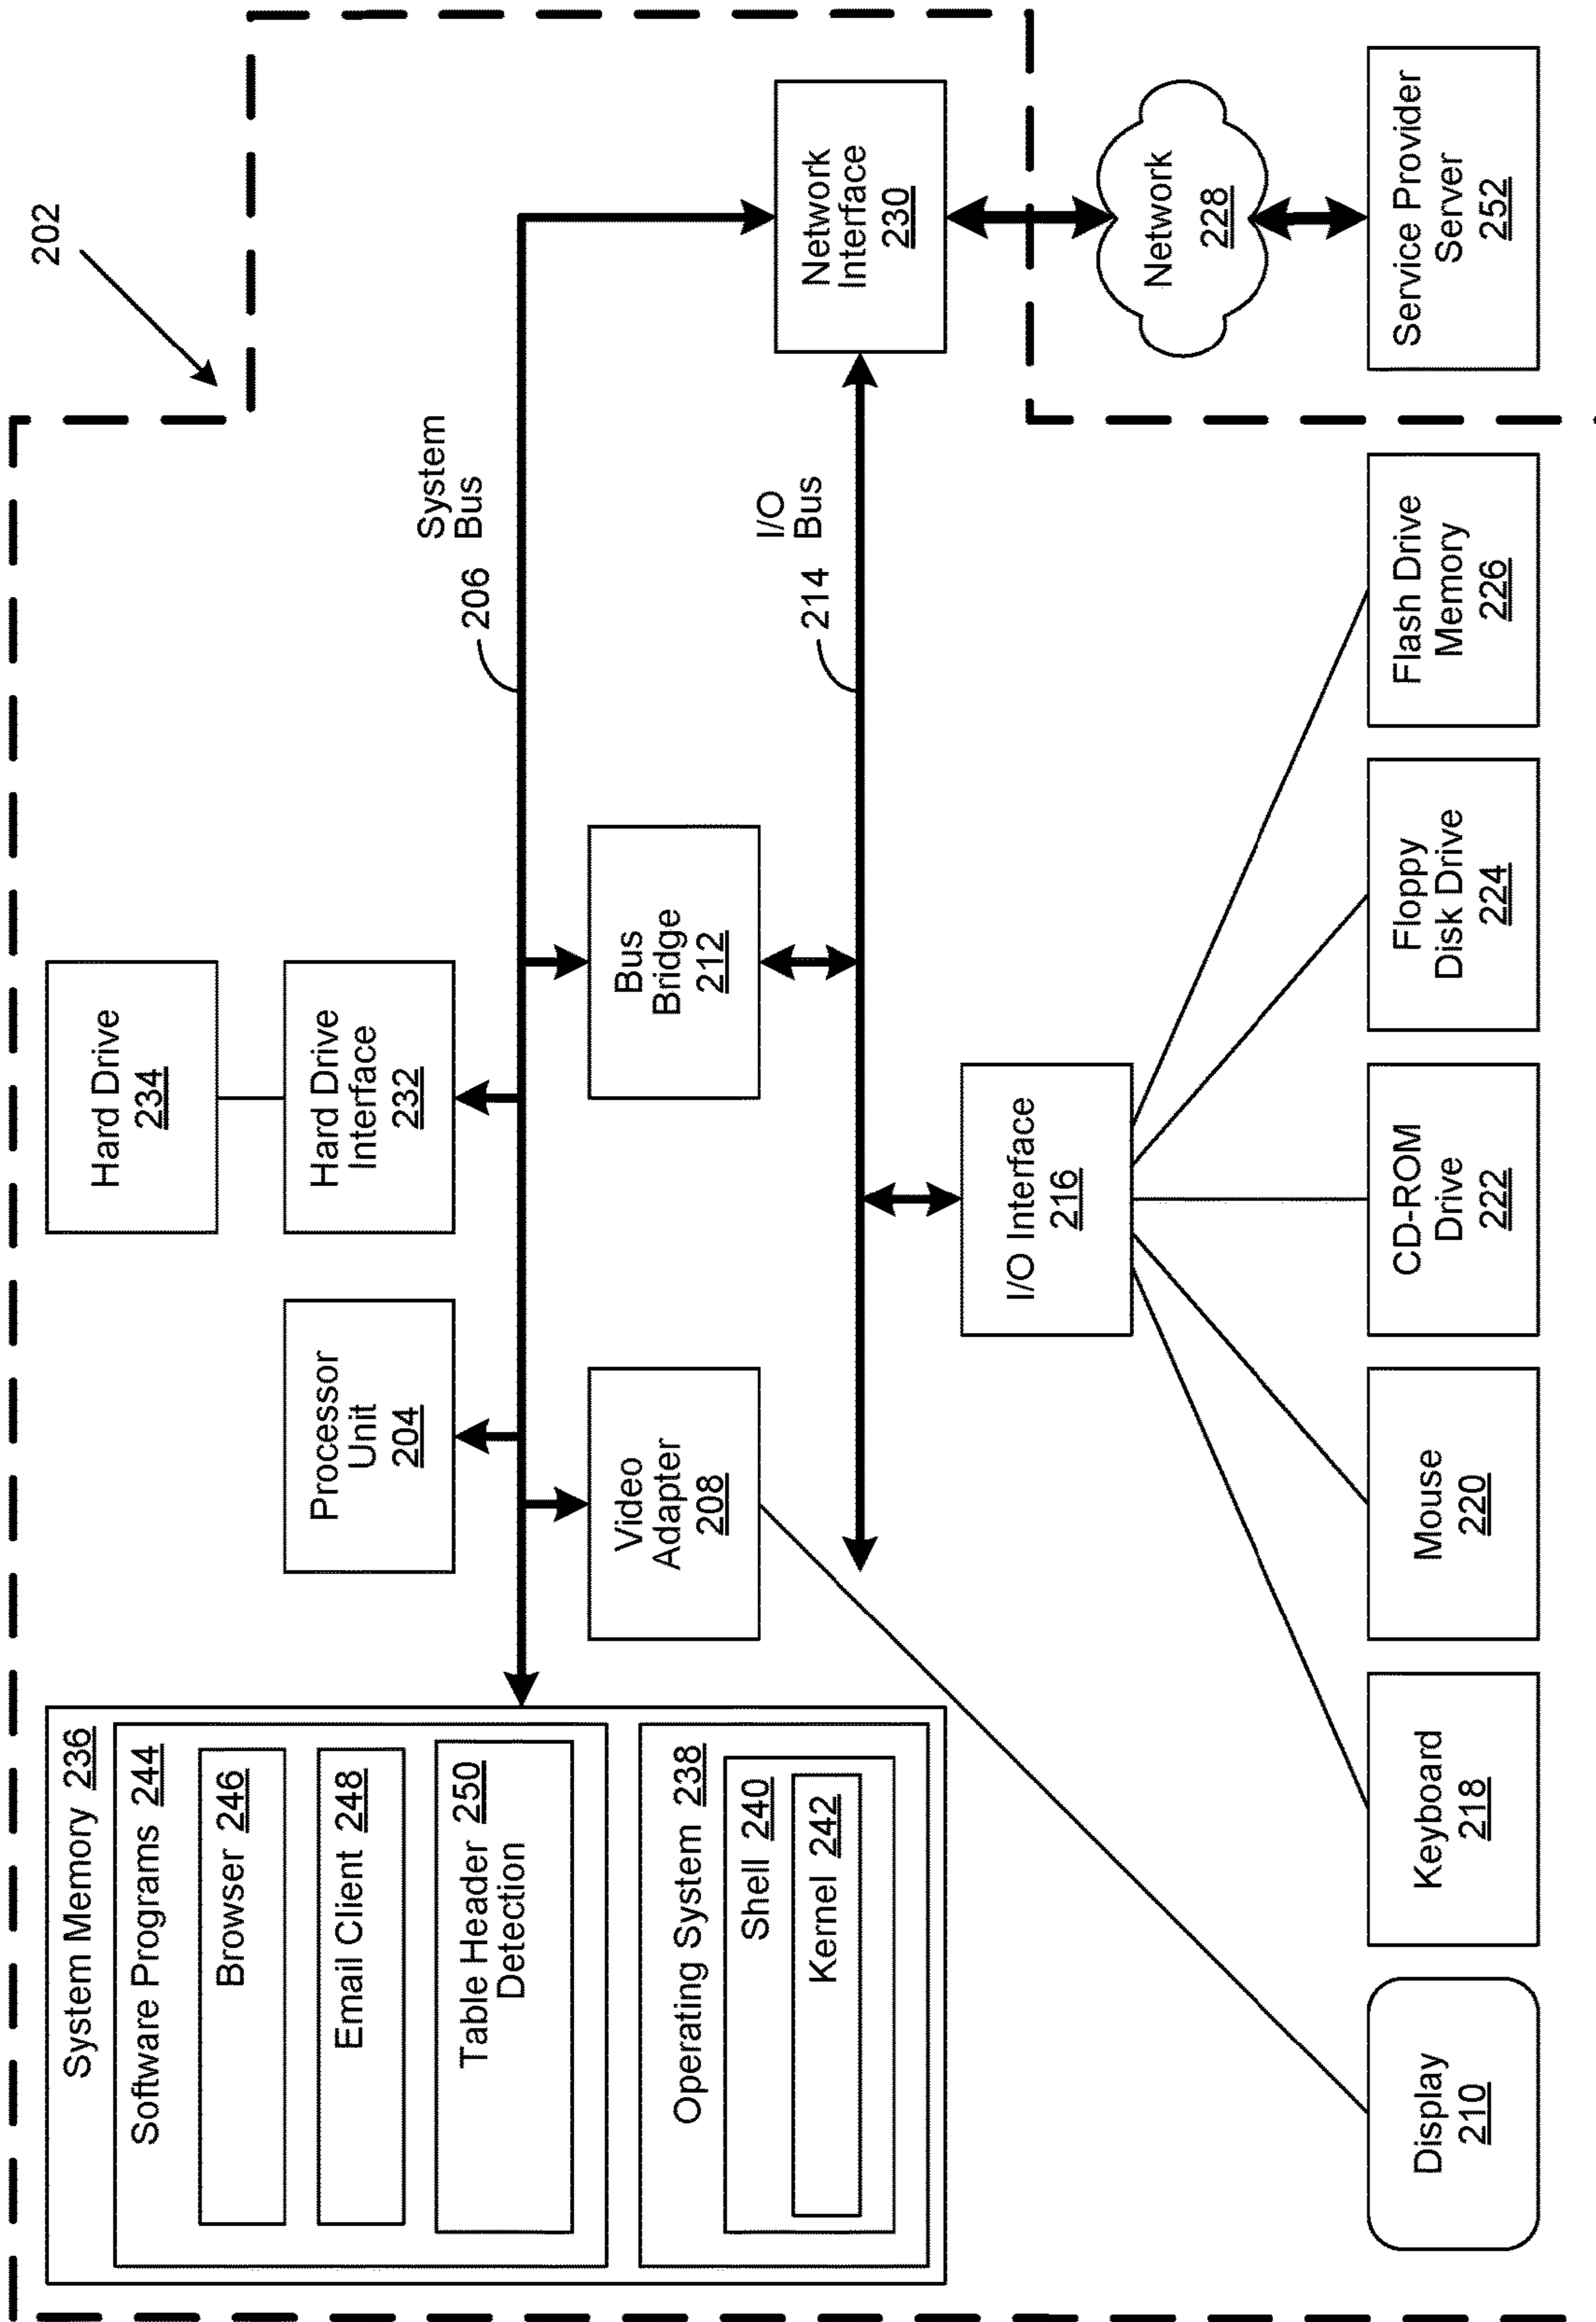 202
System Memory 236
Software Programs 244
Browser 246
Email Client 248
Table Header 250
Detection
Operating System 238
Shell 240
Kernel 242
Hard Drive
234
Processor
Unit
204
Hard Drive
Interface
232
System
206 Bus
Video
Adapter
208
Bus
Bridge
212
I/O
214 Bus
Network
Interface
230
I/O Interface
216
Network
228
Display
210
Keyboard
218
Mouse
220
CD-ROM
Drive
222
Floppy
Disk Drive
224
Flash Drive
Memory
226
Service Provider
Server
252